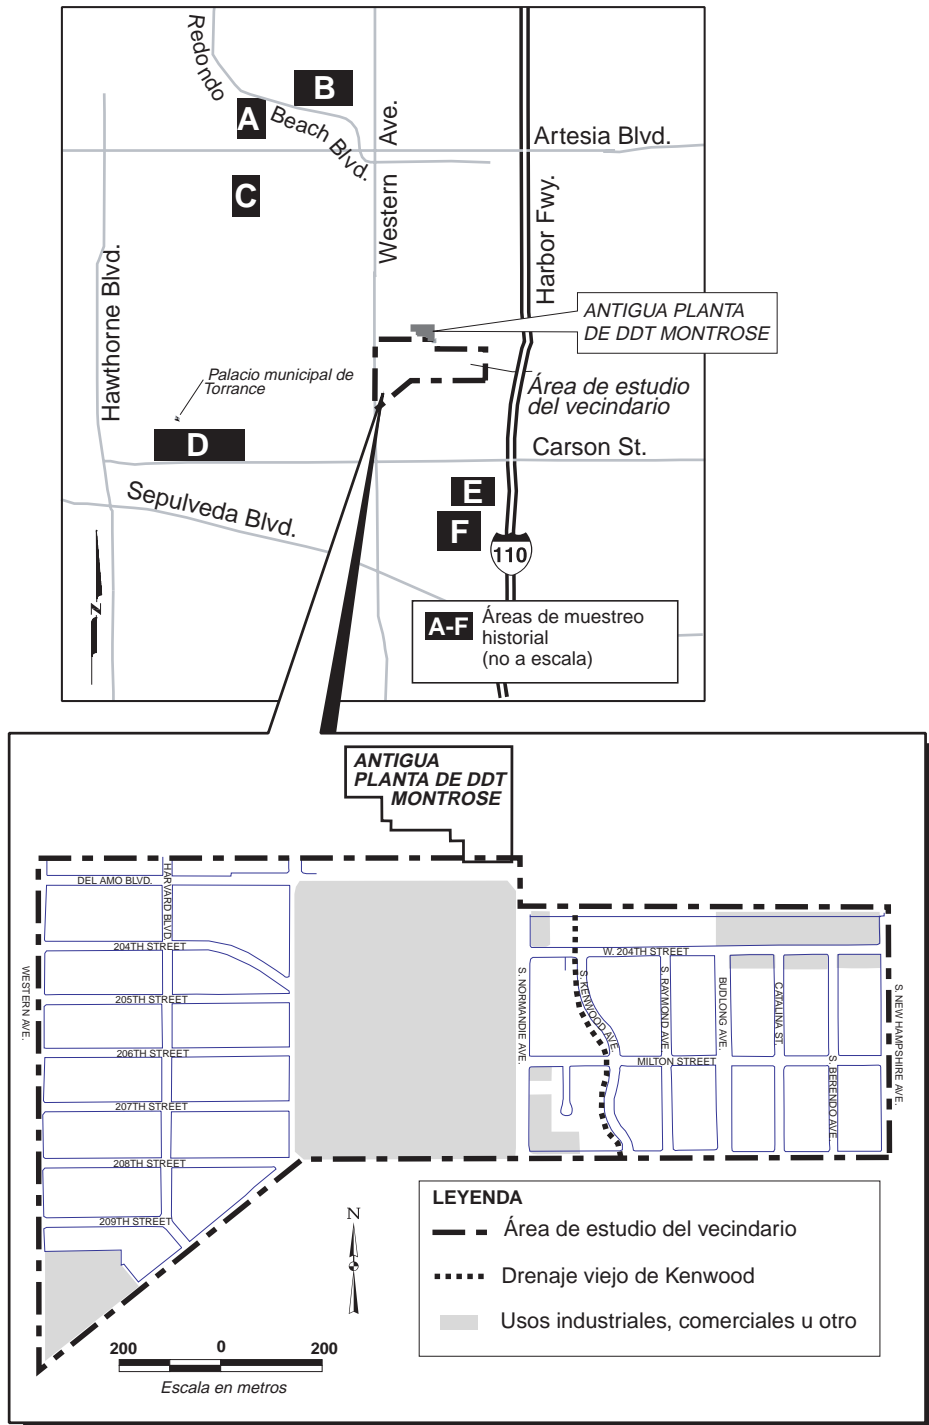 Redondo
Beach Blvd.
B
A
C
Western
Ave.
Artesia Blvd.
Harbor Fwy.
Hawthorne Blvd.
ANTIGUA PLANTA
DE DDT MONTROSE
Palacio municipal de
Torrance
Área de estudio
del vecindario
D
Carson St.
Sepulveda Blvd.
E
F
110
N
A-F
Áreas de muestreo
historial
(no a escala)
ANTIGUA
PLANTA DE DDT
MONTROSE
DEL AMO BLVD.
HARVARD BLVD.
204TH STREET
205TH STREET
206TH STREET
207TH STREET
208TH STREET
209TH STREET
WESTERN AVE.
S. NORMANDIE AVE.
W. 204TH STREET
S. KENWOOD AVE.
S. RAYMOND AVE.
BUDLONG AVE.
CATALINA ST.
MILTON STREET
S. BERENDO AVE.
S. NEW HAMPSHIRE AVE.
N
200 0 200
Escala en metros
LEYENDA
Área de estudio del vecindario
Drenaje viejo de Kenwood
Usos industriales, comerciales u otro